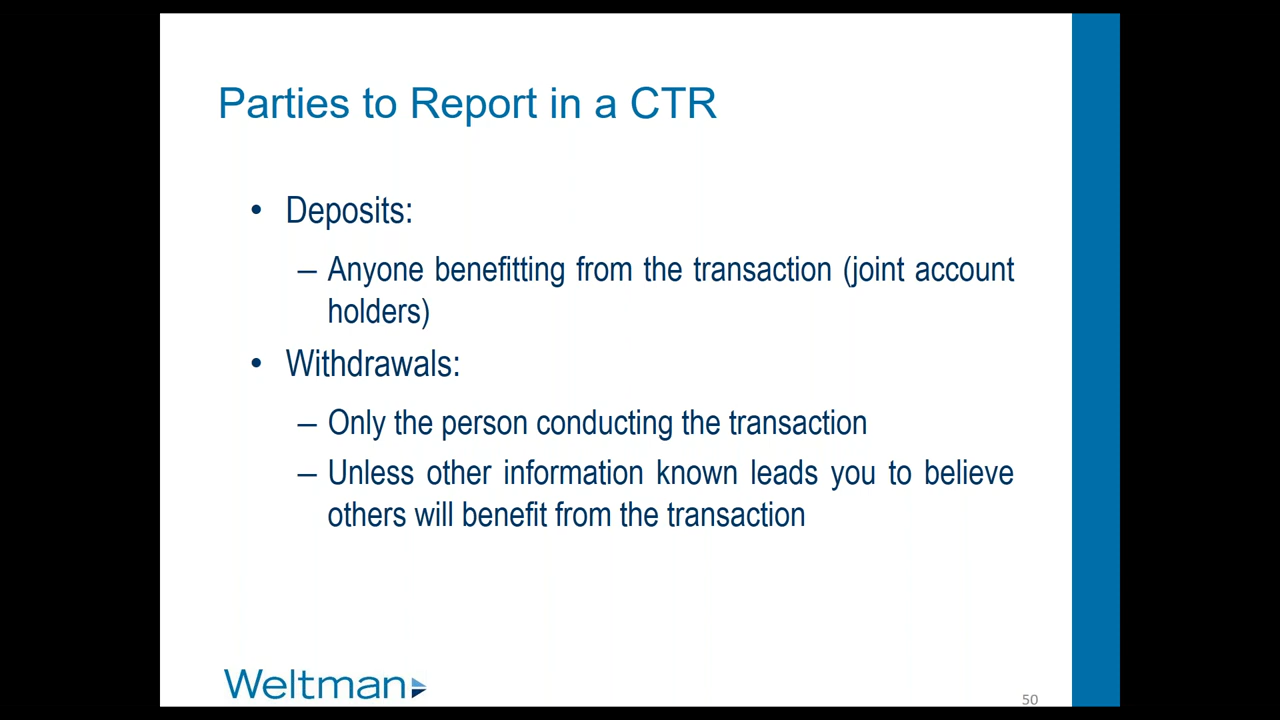 Parties to Report in a CTR
• Deposits:
– Anyone benefitting from the transaction (joint account
holders)
• Withdrawals:
– Only the person conducting the transaction
– Unless other information known leads you to believe
others will benefit from the transaction
Weltman
50